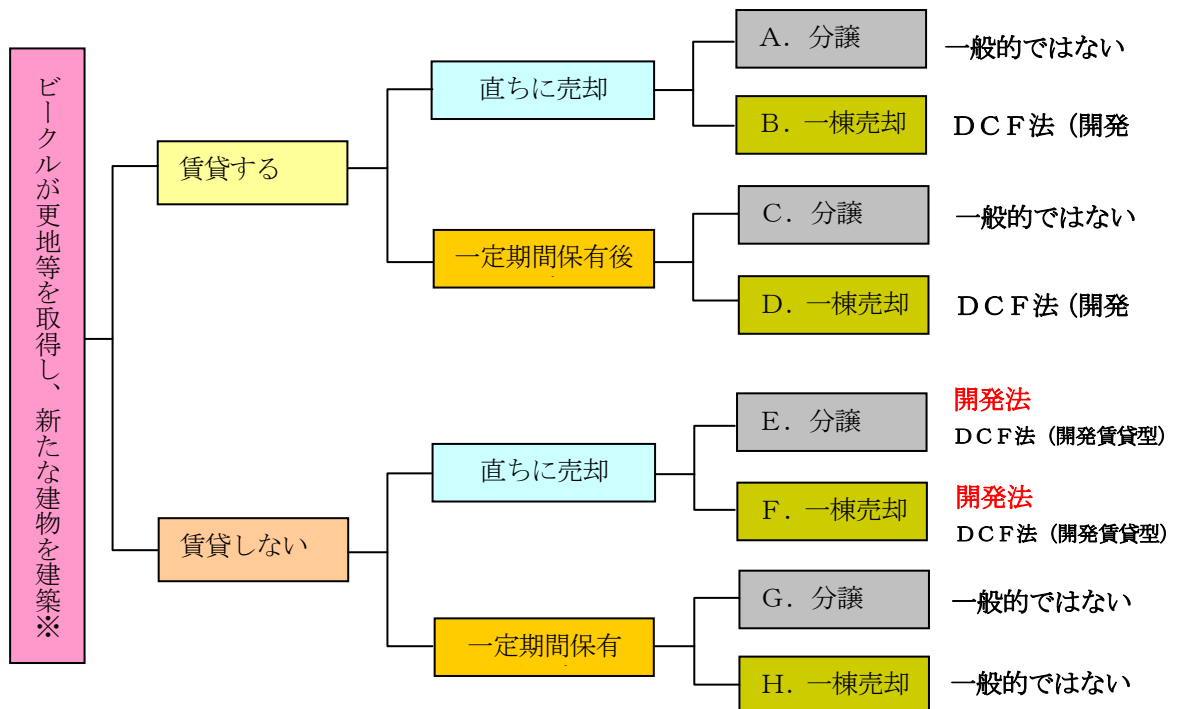 ビークルが更地等を取得し、新たな建物を建築※
賃貸する
直ちに売却
A．分譲
一般的ではない
B．一棟売却
ＤＣＦ法（開発
一定期間保有後
C．分譲
一般的ではない
D．一棟売却
ＤＣＦ法（開発
賃貸しない
直ちに売却
E．分譲
開発法
ＤＣＦ法（開発賃貸型）
F．一棟売却
開発法
ＤＣＦ法（開発賃貸型）
一定期間保有
G．分譲
一般的ではない
H．一棟売却
一般的ではない